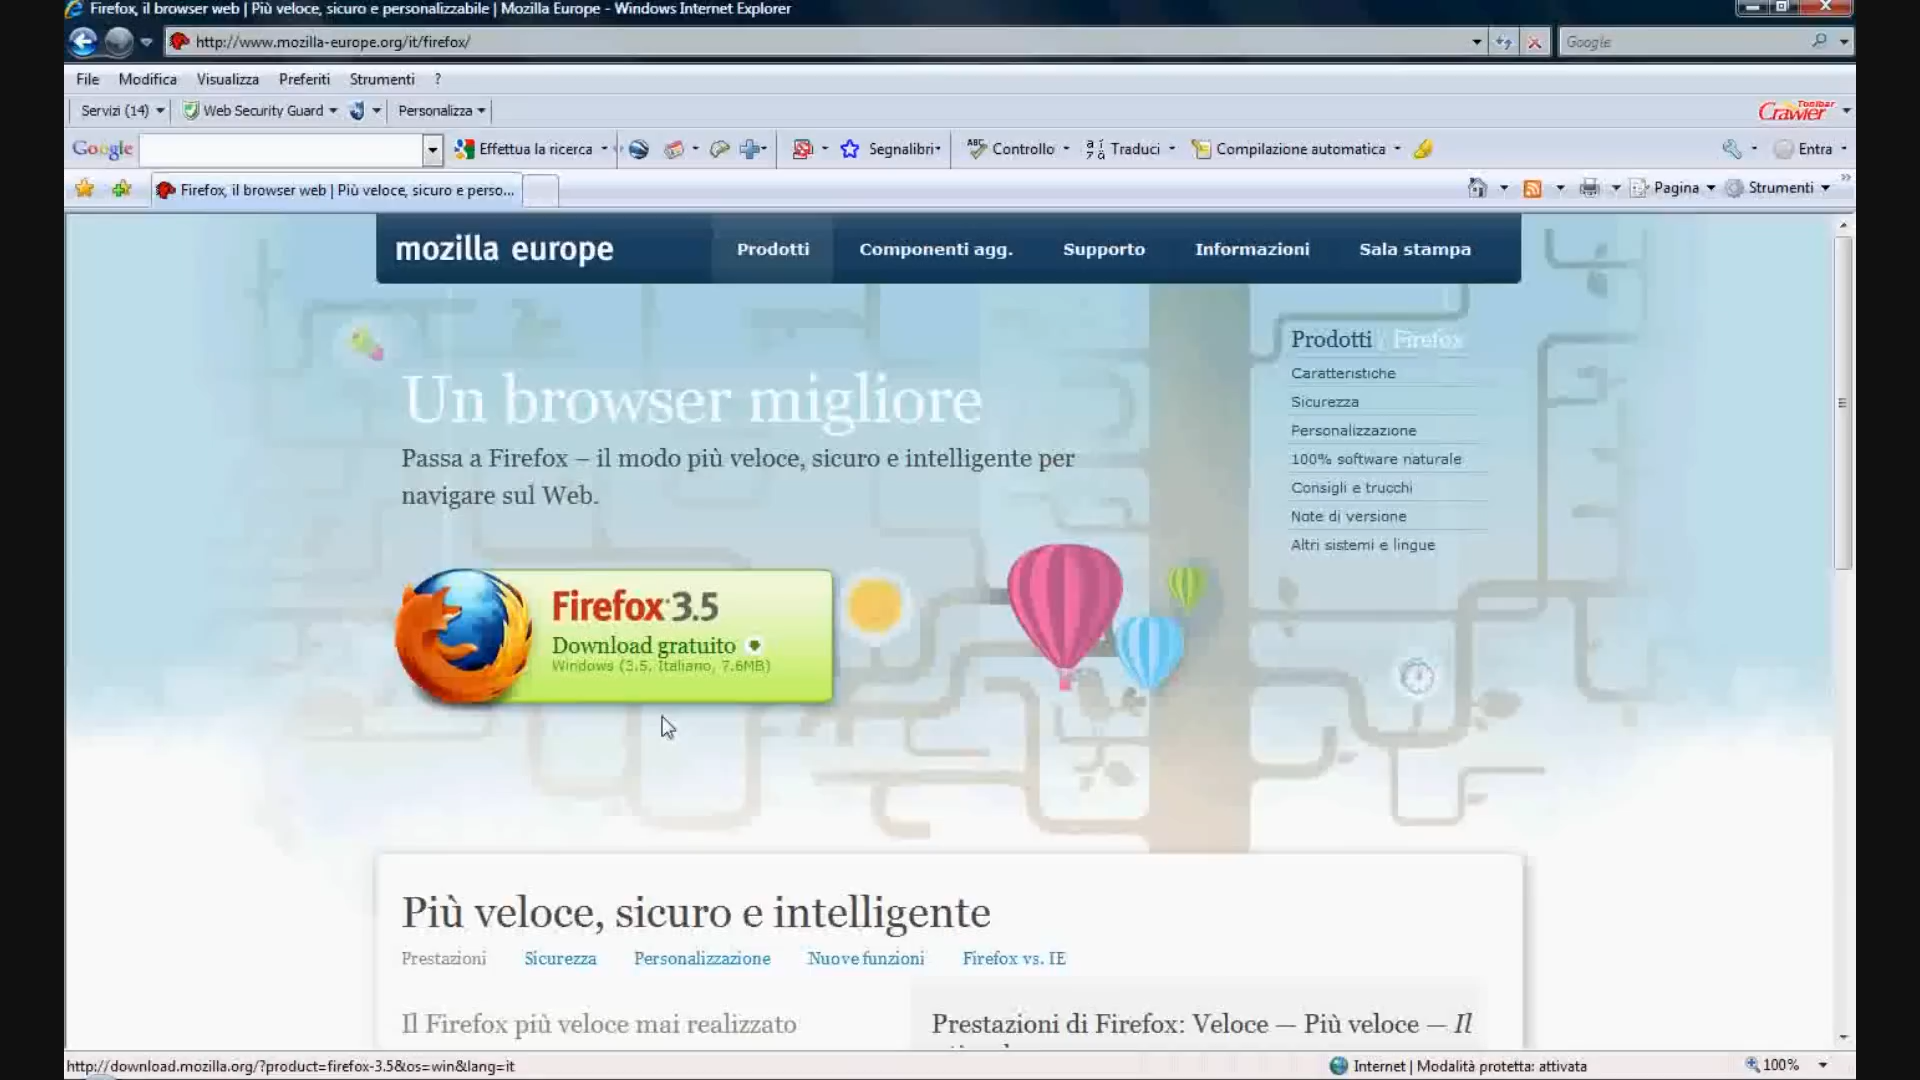 Firefox, il browser web | Più veloce, sicuro e personalizzabile | Mozilla Europe - Windows Internet Explorer
http://www.mozilla-europe.org/it/firefox/
Google
File Modifica Visualizza Preferiti Strumenti ?
Servizi (14) Web Security Guard Personalizza
Toolbar
Crawler
Google Effettua la ricerca Segnalibri Controllo Traduci Compilazione automatica Entra
Firefox, il browser web | Più veloce, sicuro e perso... Pagina Strumenti
mozilla europe Prodotti Componenti agg. Supporto Informazioni Sala stampa
Prodotti / Firefox
Caratteristiche
Sicurezza
Personalizzazione
100% software naturale
Consigli e trucchi
Note di versione
Altri sistemi e lingue
Un browser migliore
Passa a Firefox – il modo più veloce, sicuro e intelligente per
navigare sul Web.
Firefox 3.5
Download gratuito
Windows (3.5, Italiano, 7.6MB)
Più veloce, sicuro e intelligente
Prestazioni Sicurezza Personalizzazione Nuove funzioni Firefox vs. IE
Il Firefox più veloce mai realizzato
Prestazioni di Firefox: Veloce — Più veloce — Il
http://download.mozilla.org/?product=firefox-3.5&os=win&lang=it
Internet | Modalità protetta: attivata
100%